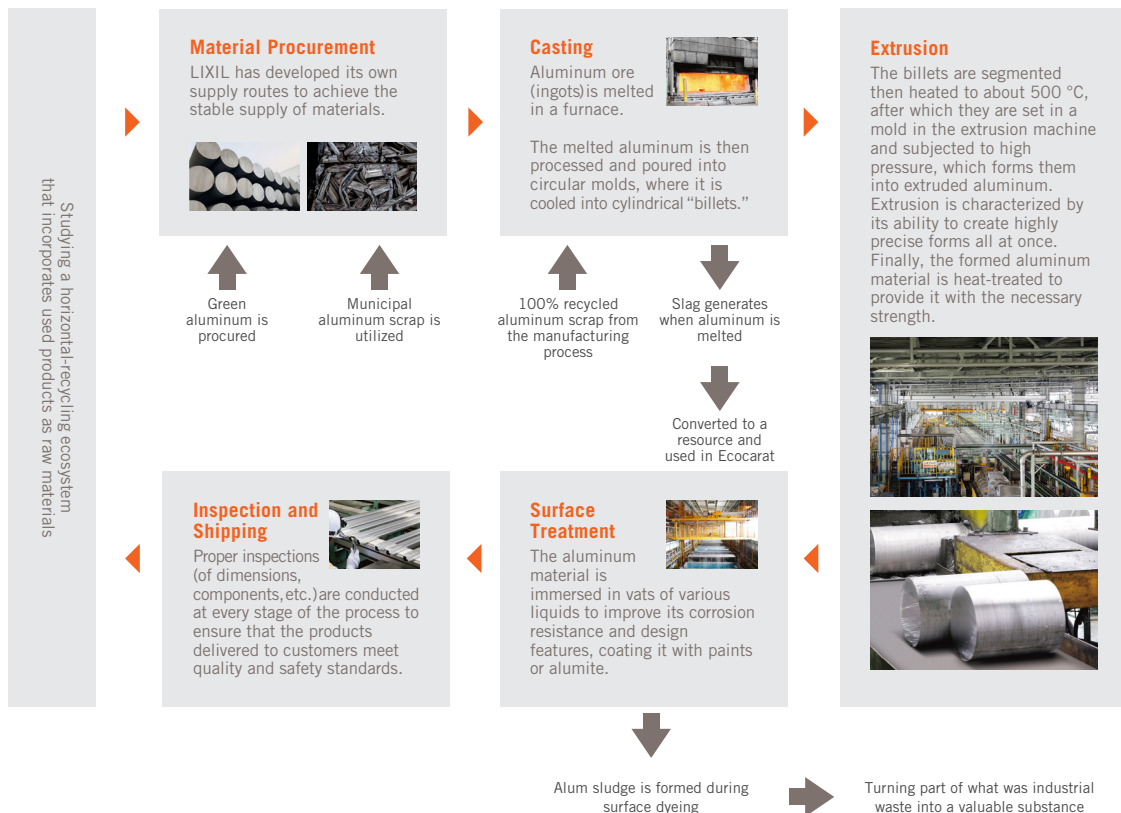 Studying a horizontal-recycling ecosystem
that incorporates used products as raw materials
Material Procurement
LIXIL has developed its own
supply routes to achieve the
stable supply of materials.
Green
aluminum is
procured
Municipal
aluminum scrap is
utilized
Casting
Aluminum ore
(ingots) is melted
in a furnace.
The melted aluminum is then
processed and poured into
circular molds, where it is
cooled into cylindrical “billets.”
100% recycled
aluminum scrap from
the manufacturing
process
Slag generates
when aluminum is
melted
Converted to a
resource and
used in Ecocarat
Extrusion
The billets are segmented
then heated to about 500 °C,
after which they are set in a
mold in the extrusion machine
and subjected to high
pressure, which forms them
into extruded aluminum.
Extrusion is characterized by
its ability to create highly
precise forms all at once.
Finally, the formed aluminum
material is heat-treated to
provide it with the necessary
strength.
Surface
Treatment
The aluminum
material is
immersed in vats of various
liquids to improve its corrosion
resistance and design
features, coating it with paints
or alumite.
Alum sludge is formed during
surface dyeing
Turning part of what was industrial
waste into a valuable substance
Inspection and
Shipping
Proper inspections
(of dimensions,
components, etc.) are conducted
at every stage of the process to
ensure that the products
delivered to customers meet
quality and safety standards.